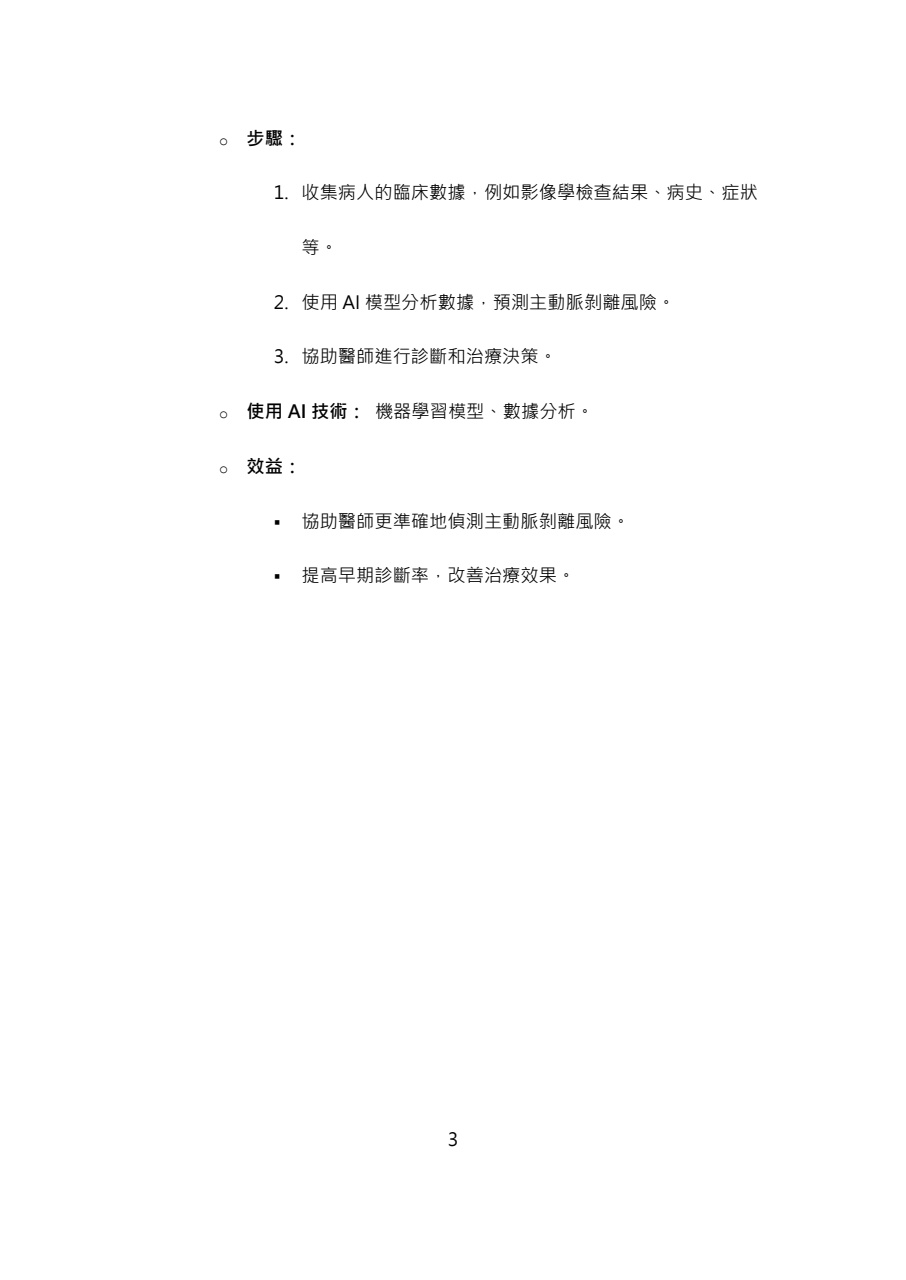 ○ 步驟：
1. 收集病人的臨床數據，例如影像學檢查結果、病史、症狀
等。
2. 使用 AI 模型分析數據，預測主動脈剝離風險。
3. 協助醫師進行診斷和治療決策。
○ 使用 AI 技術： 機器學習模型、數據分析。
○ 效益：
▪ 協助醫師更準確地偵測主動脈剝離風險。
▪ 提高早期診斷率，改善治療效果。
3